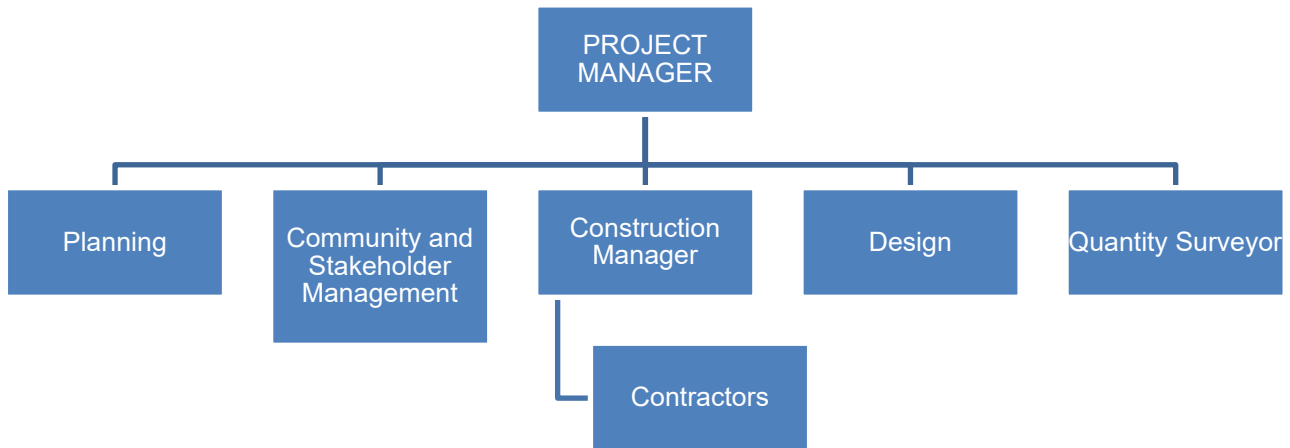 PROJECT
MANAGER
Planning
Community and
Stakeholder
Management
Construction
Manager
Design
Quantity Surveyor
Contractors